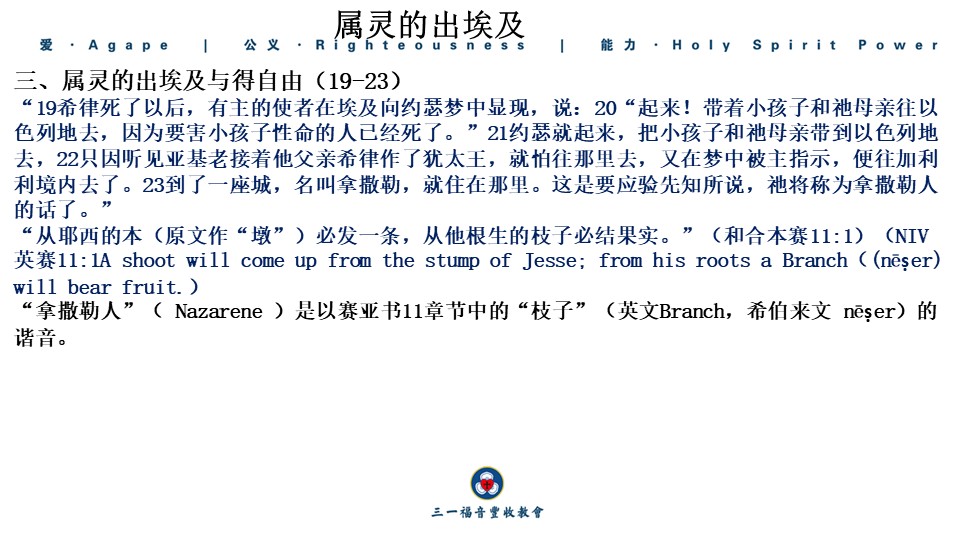 属灵的出埃及
爱 · Agape | 公义 · Righteousness | 能力 · Holy Spirit Power
三、属灵的出埃及与得自由（19-23）
“19希律死了以后，有主的使者在埃及向约瑟梦中显现，说：20“起来！带着小孩子和祂母亲往以
色列地去，因为要害小孩子性命的人已经死了。”21约瑟就起来，把小孩子和祂母亲带到以色列地
去，22只因听见亚基老接着他父亲希律作了犹太王，就怕往那里去，又在梦中被主指示，便往加利
利境内去了。23到了一座城，名叫拿撒勒，就住在那里。这是要应验先知所说，祂将称为拿撒勒人
的话了。”
“从耶西的本（原文作“墩”）必发一条，从他根生的枝子必结果实。”（和合本赛11:1）（NIV
英赛11:1A shoot will come up from the stump of Jesse; from his roots a Branch（(nēṣer)
will bear fruit.）
“拿撒勒人”（ Nazarene ）是以赛亚书11章节中的“枝子”（英文Branch，希伯来文 nēṣer）的
谐音。
三一福音豐收教會